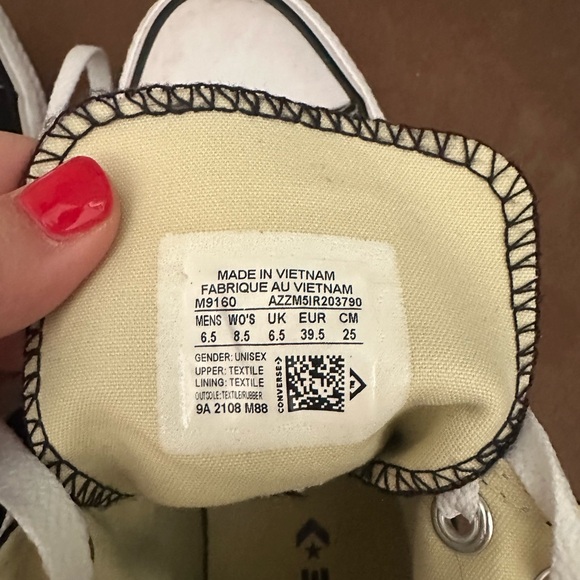 MADE IN VIETNAM
FABRIQUE AU VIETNAM
M9160 AZZM5IR203790
MENS WO'S UK EUR CM
6.5 8.5 6.5 39.5 25
GENDER: UNISEX
UPPER: TEXTILE
LINING: TEXTILE
OUTSOLE: TEXTILE/RUBBER
9A 2108 M88
CONVERSE